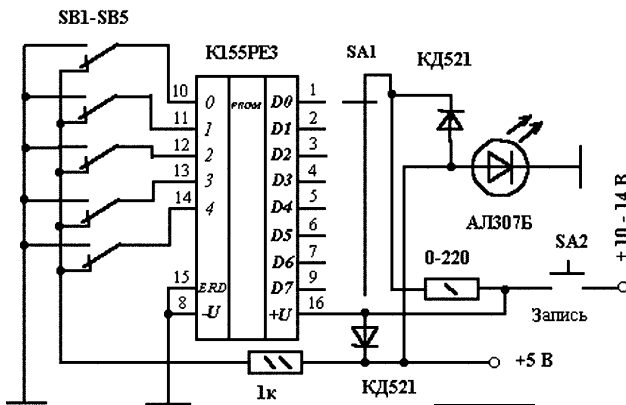 SB1-SB5
К155РЕ3
SA1
КД521
10 0 PROM D0 1
11 1 D1 2
12 2 D2 3
13 3 D3 4
14 4 D4 5
D5 6
D6 7
15 ERD D7 9
8 -U +U 16
АЛ307Б
0-220
SA2
Запись
+10 - 14 В
1к
КД521
+5 В